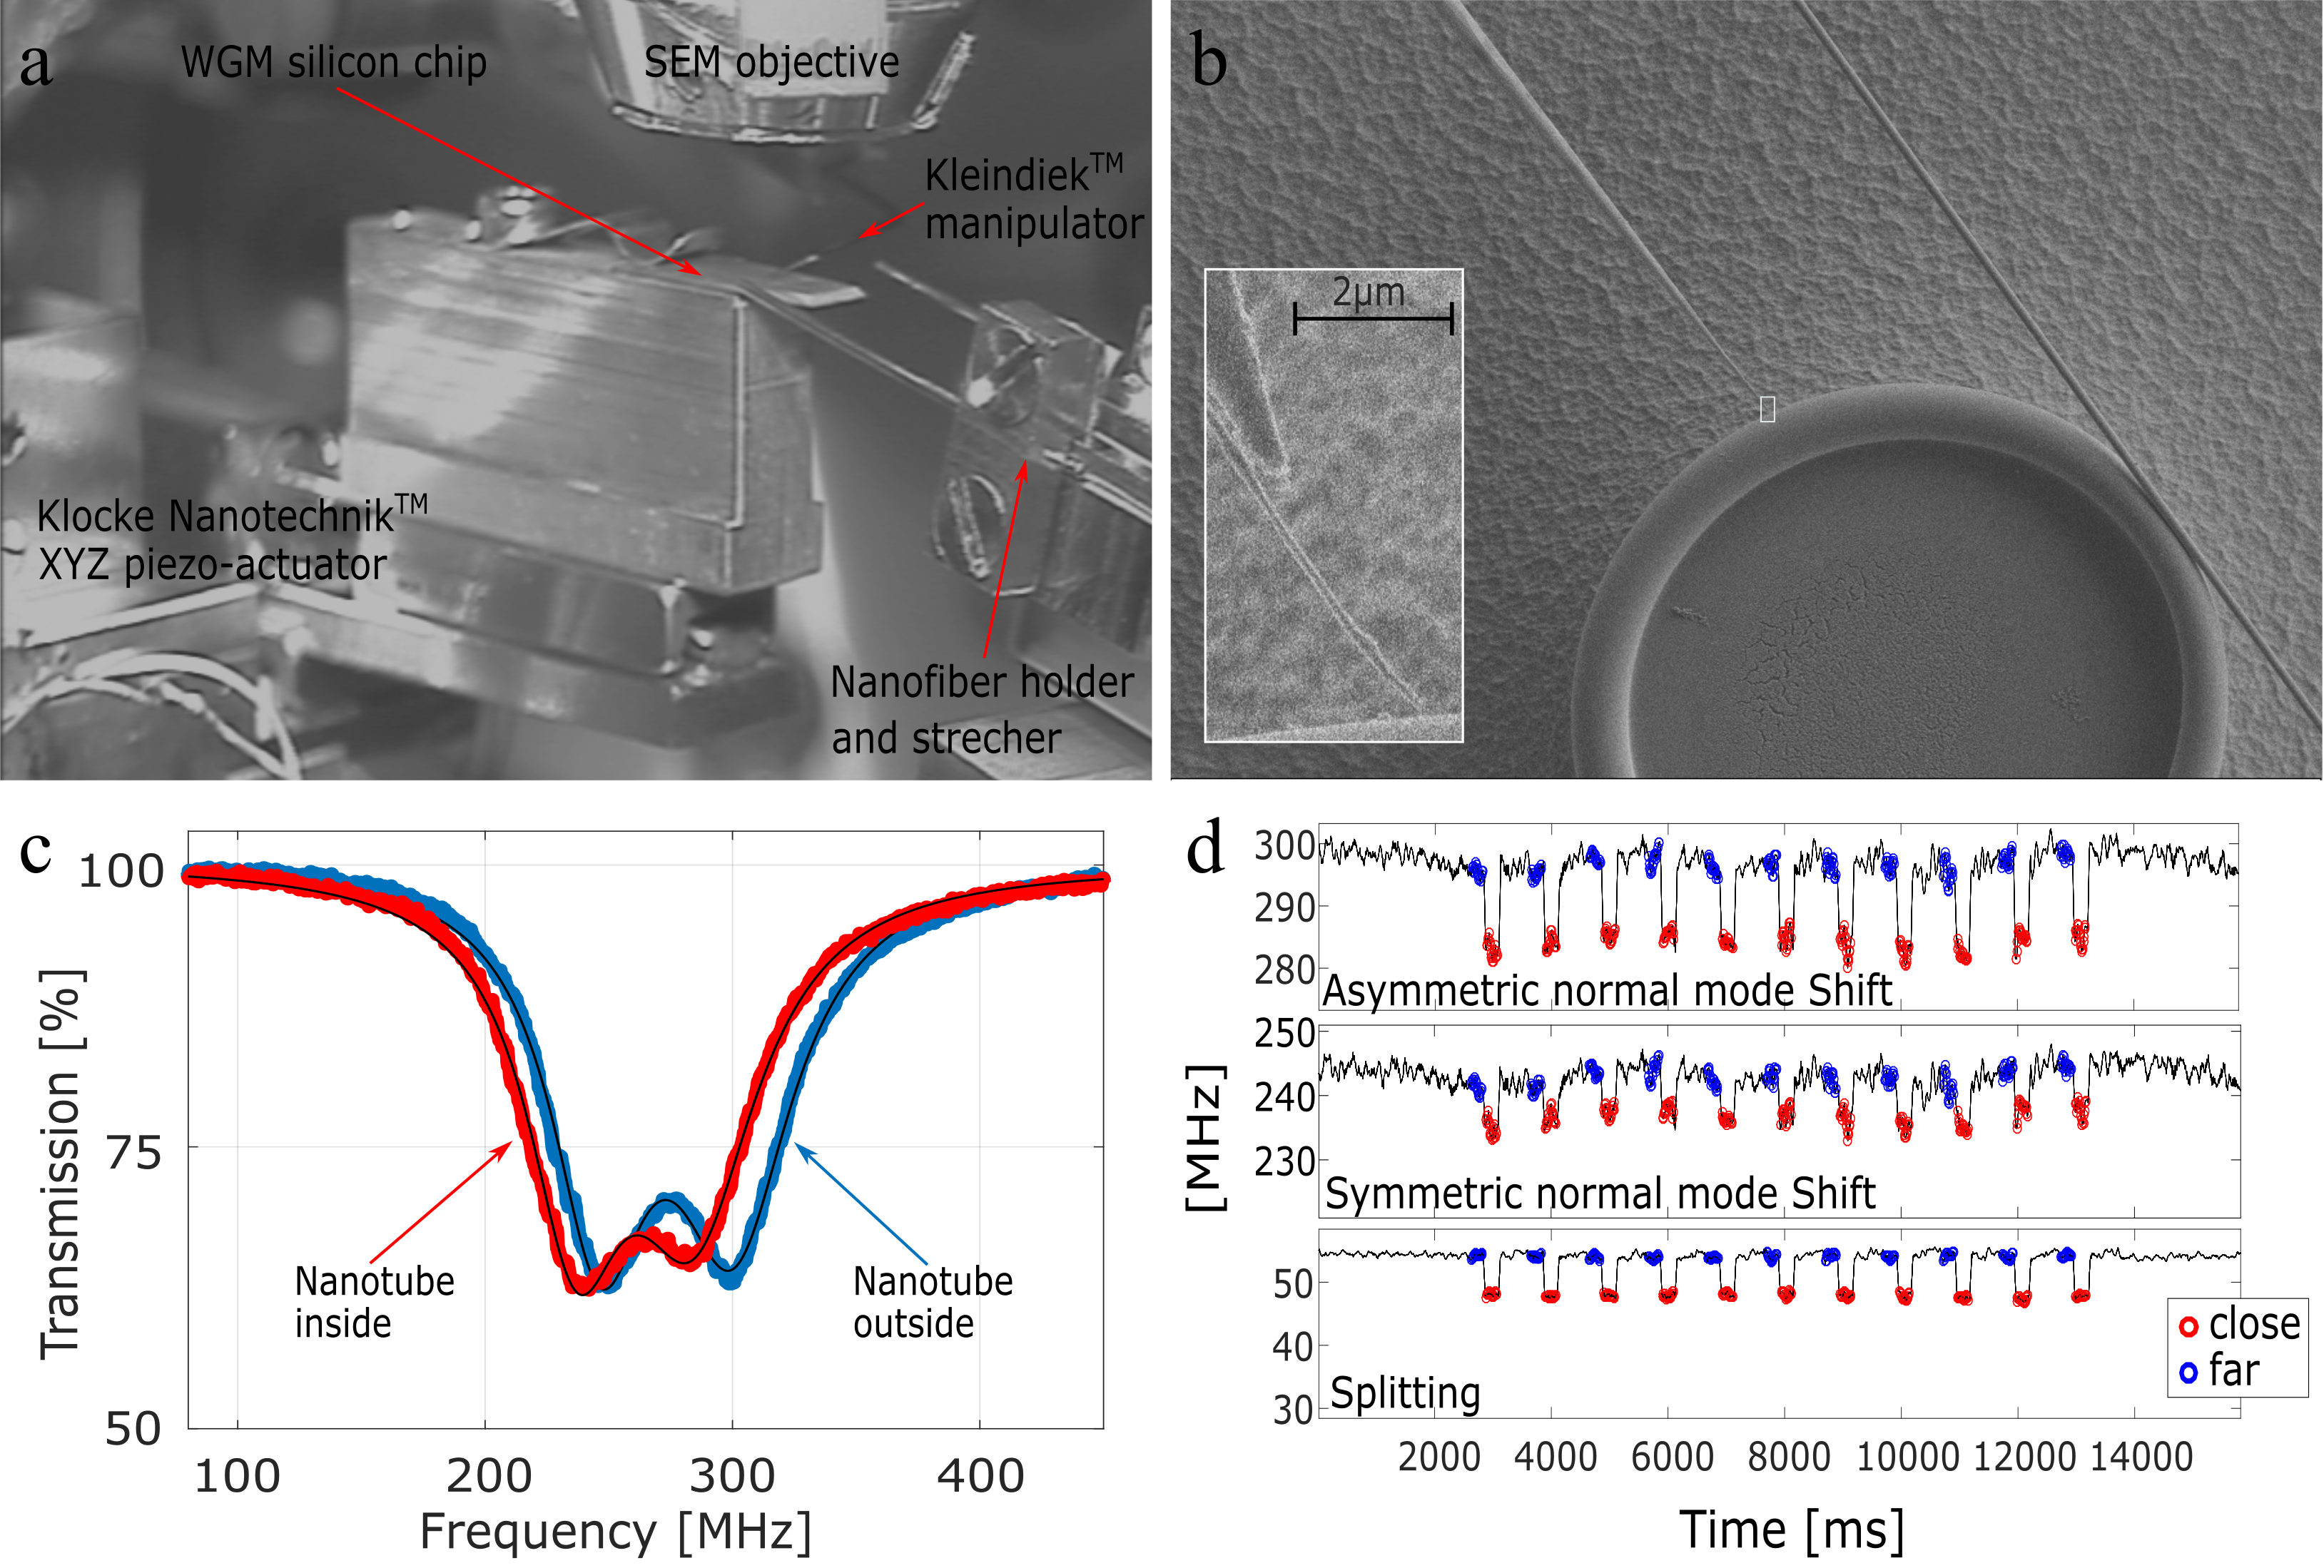 a
WGM silicon chip
SEM objective
Kleindiek™
manipulator
Klocke Nanotechnik™
XYZ piezo-actuator
Nanofiber holder
and strecher
b
2µm
c
100
75
50
Transmission [%]
Nanotube
inside
Nanotube
outside
100 200 300 400
Frequency [MHz]
d
300
290
280
Asymmetric normal mode Shift
250
240
230
Symmetric normal mode Shift
[MHz]
50
40
30
Splitting
close
far
2000 4000 6000 8000 10000 12000 14000
Time [ms]